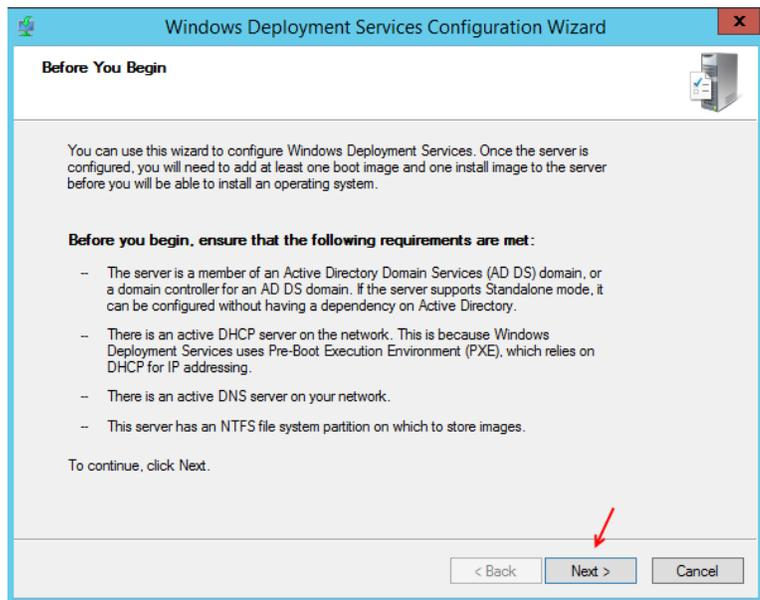 Windows Deployment Services Configuration Wizard
x
Before You Begin
You can use this wizard to configure Windows Deployment Services. Once the server is
configured, you will need to add at least one boot image and one install image to the server
before you will be able to install an operating system.
Before you begin, ensure that the following requirements are met:
-- The server is a member of an Active Directory Domain Services (AD DS) domain, or
a domain controller for an AD DS domain. If the server supports Standalone mode, it
can be configured without having a dependency on Active Directory.
-- There is an active DHCP server on the network. This is because Windows
Deployment Services uses Pre-Boot Execution Environment (PXE), which relies on
DHCP for IP addressing.
-- There is an active DNS server on your network.
-- This server has an NTFS file system partition on which to store images.
To continue, click Next.
< Back Next > Cancel